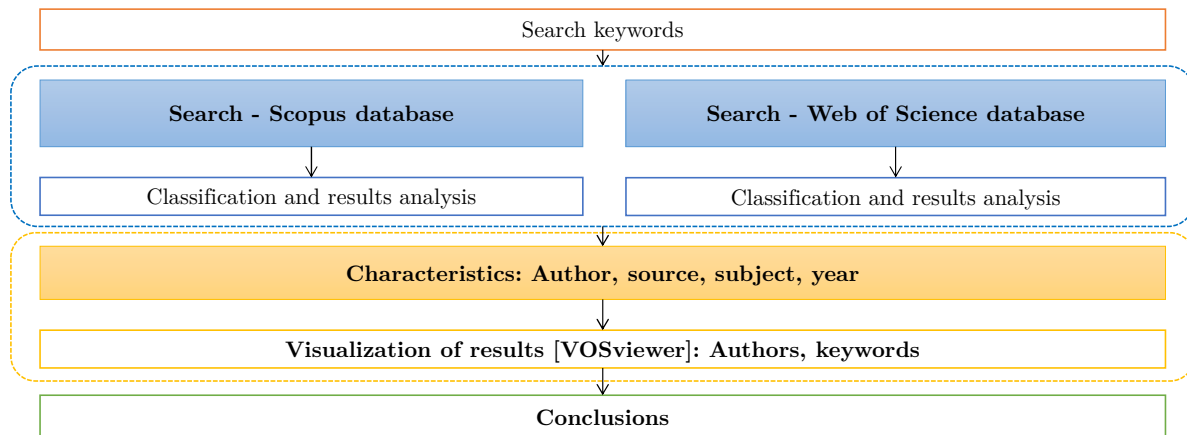 Search keywords
Search - Scopus database
Search - Web of Science database
Classification and results analysis
Classification and results analysis
Characteristics: Author, source, subject, year
Visualization of results [VOSviewer]: Authors, keywords
Conclusions